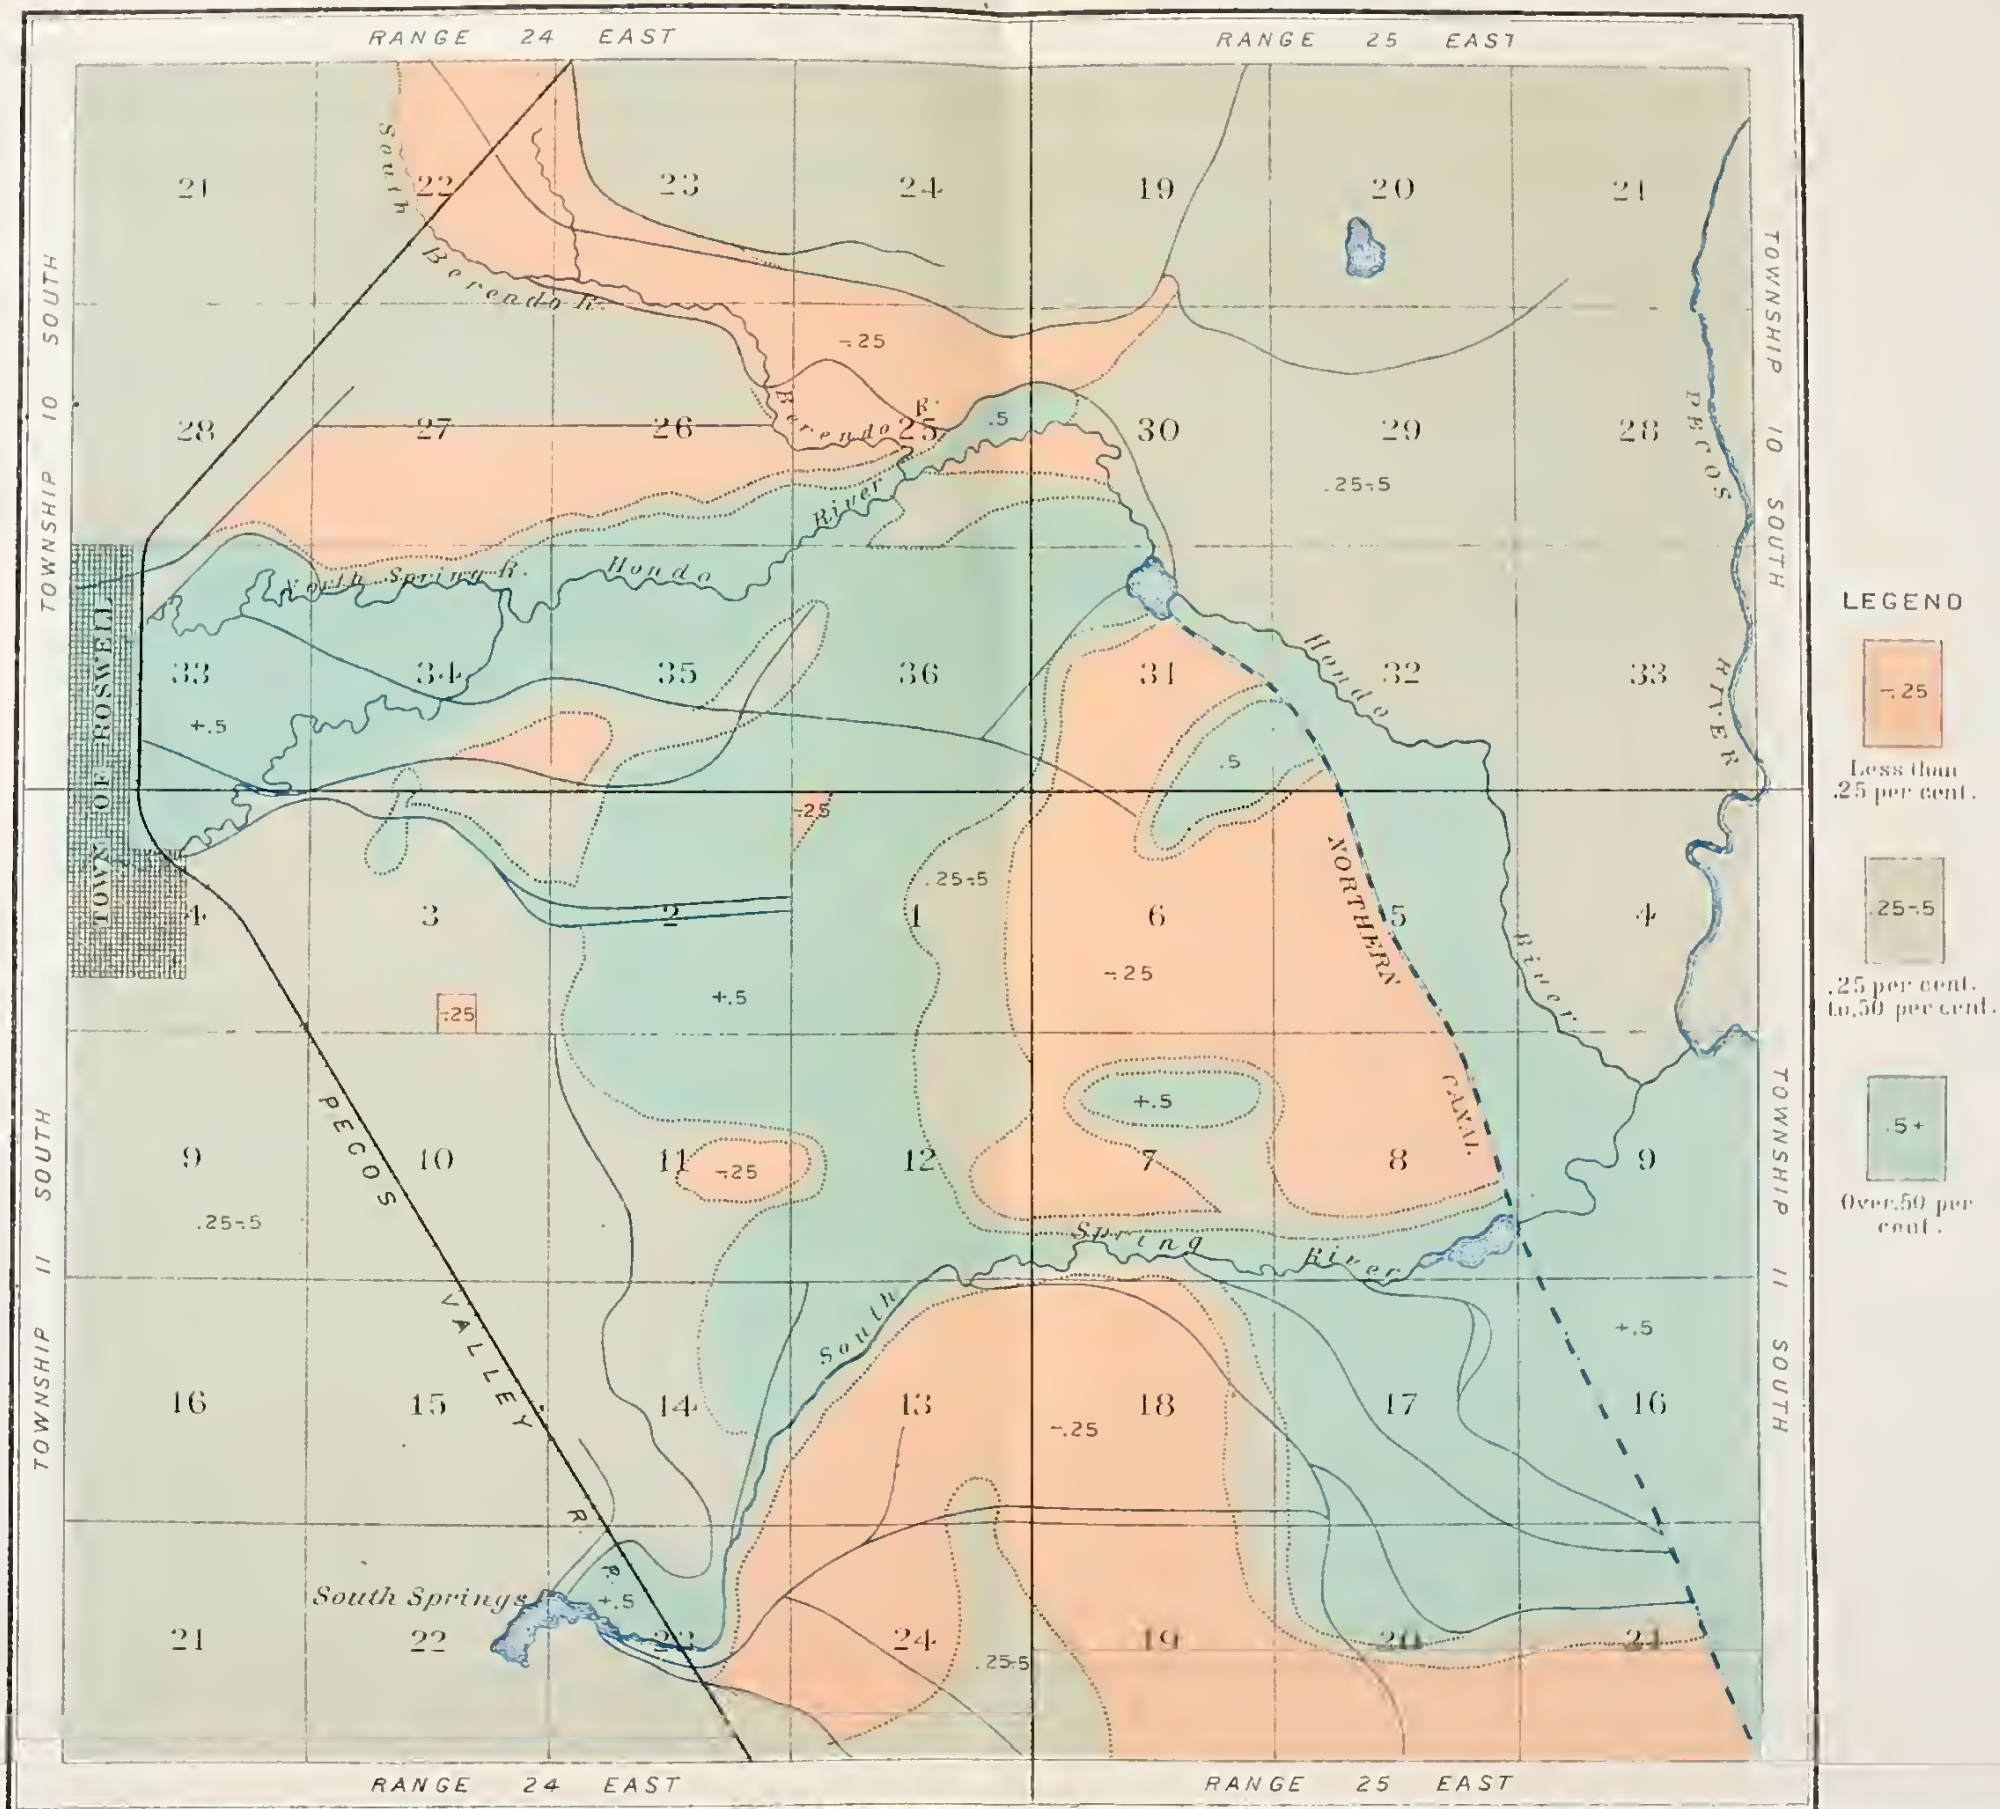 RANGE 24 EAST
RANGE 25 EAST
21
22
23
24
19
20
21
South
Berendo R.
TOWNSHIP 10 SOUTH
TOWNSHIP 10 SOUTH
PECOS
RIVER
-.25
28
27
26
Berendo R.
25
.5
30
29
28
.25-.5
River
North Spring R.
Hondo
TOWN OF ROSWELL
33
34
35
36
31
Hondo
32
33
+.5
.5
LEGEND
-.25
Less than
.25 per cent.
.25-.5
.25 per cent.
to .50 per cent.
.5+
Over .50 per
cent.
-.25
.25-.5
4
3
2
1
6
NORTHERN
5
River
4
+.5
-.25
-.25
CANAL
+.5
PECOS
9
10
11
-.25
12
7
8
9
.25-.5
TOWNSHIP 11 SOUTH
TOWNSHIP 11 SOUTH
South
Spring
River
VALLEY
+.5
16
15
14
13
18
17
16
-.25
R. R.
South Springs
+.5
21
22
23
24
19
20
21
.25-.5
RANGE 24 EAST
RANGE 25 EAST